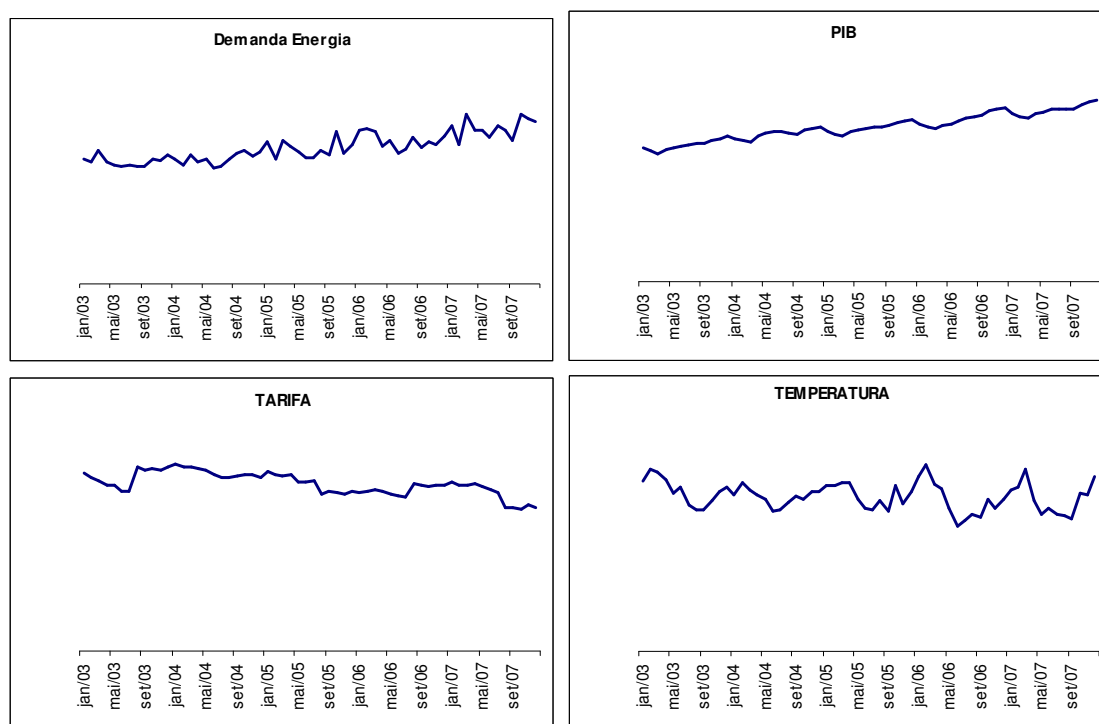 Demanda Energia
jan/03
mai/03
set/03
jan/04
mai/04
set/04
jan/05
mai/05
set/05
jan/06
mai/06
set/06
jan/07
mai/07
set/07
PIB
jan/03
mai/03
set/03
jan/04
mai/04
set/04
jan/05
mai/05
set/05
jan/06
mai/06
set/06
jan/07
mai/07
set/07
TARIFA
jan/03
mai/03
set/03
jan/04
mai/04
set/04
jan/05
mai/05
set/05
jan/06
mai/06
set/06
jan/07
mai/07
set/07
TEMPERATURA
jan/03
mai/03
set/03
jan/04
mai/04
set/04
jan/05
mai/05
set/05
jan/06
mai/06
set/06
jan/07
mai/07
set/07